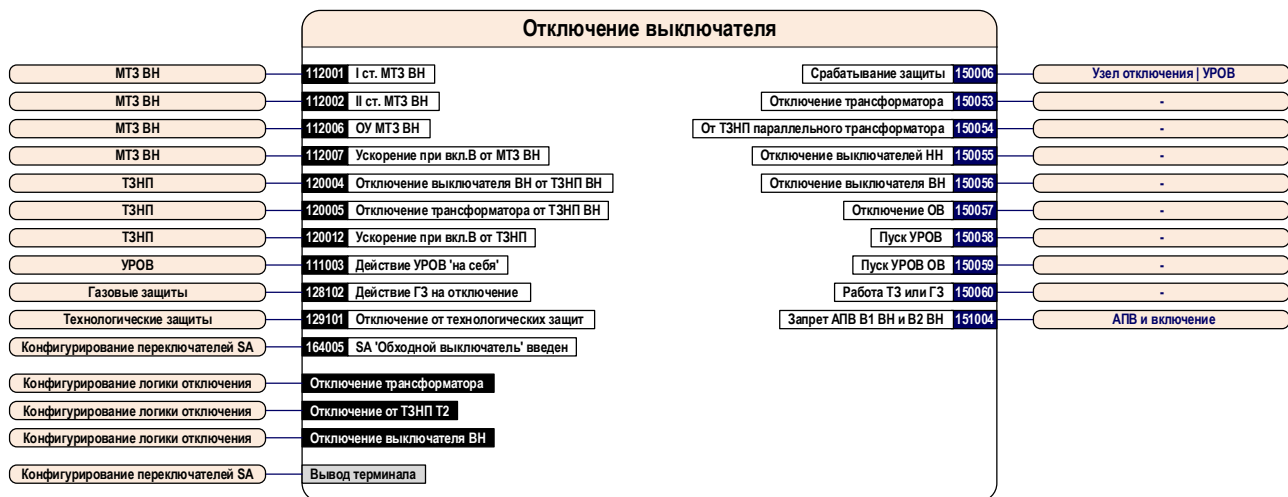 Отключение выключателя
МТЗ ВН 112001 I ст. МТЗ ВН Срабатывание защиты 150006 Узел отключения | УРОВ
МТЗ ВН 112002 II ст. МТЗ ВН Отключение трансформатора 150053 -
МТЗ ВН 112006 ОУ МТЗ ВН От ТЗНП параллельного трансформатора 150054 -
МТЗ ВН 112007 Ускорение при вкл.В от МТЗ ВН Отключение выключателей НН 150055 -
ТЗНП 120004 Отключение выключателя ВН от ТЗНП ВН Отключение выключателя ВН 150056 -
ТЗНП 120005 Отключение трансформатора от ТЗНП ВН Отключение ОВ 150057 -
ТЗНП 120012 Ускорение при вкл.В от ТЗНП Пуск УРОВ 150058 -
УРОВ 111003 Действие УРОВ 'на себя' Пуск УРОВ ОВ 150059 -
Газовые защиты 128102 Действие ГЗ на отключение Работа ТЗ или ГЗ 150060 -
Технологические защиты 129101 Отключение от технологических защит Запрет АПВ В1 ВН и В2 ВН 151004 АПВ и включение
Конфигурирование переключателей SA 164005 SA 'Обходной выключатель' введен
Конфигурирование логики отключения Отключение трансформатора
Конфигурирование логики отключения Отключение от ТЗНП Т2
Конфигурирование логики отключения Отключение выключателя ВН
Конфигурирование переключателей SA Вывод терминала